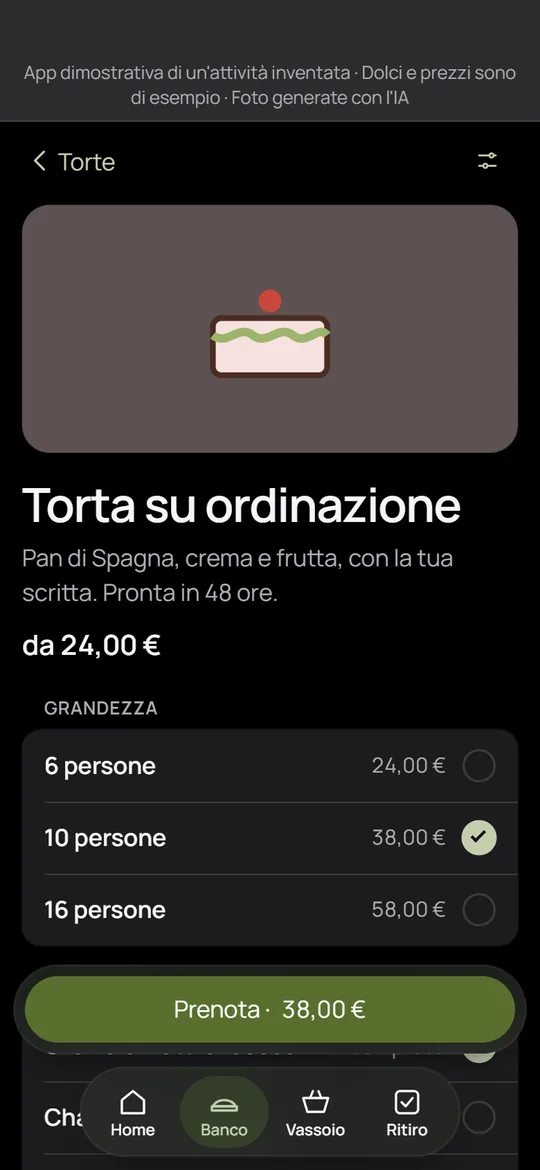 App dimostrativa di un'attività inventata · Dolci e prezzi sono
di esempio · Foto generate con l'IA
Torte
Torta su ordinazione
Pan di Spagna, crema e frutta, con la tua
scritta. Pronta in 48 ore.
da 24,00 €
GRANDEZZA
6 persone 24,00 €
10 persone 38,00 €
16 persone 58,00 €
Prenota · 38,00 €
Home Banco Vassoio Ritiro